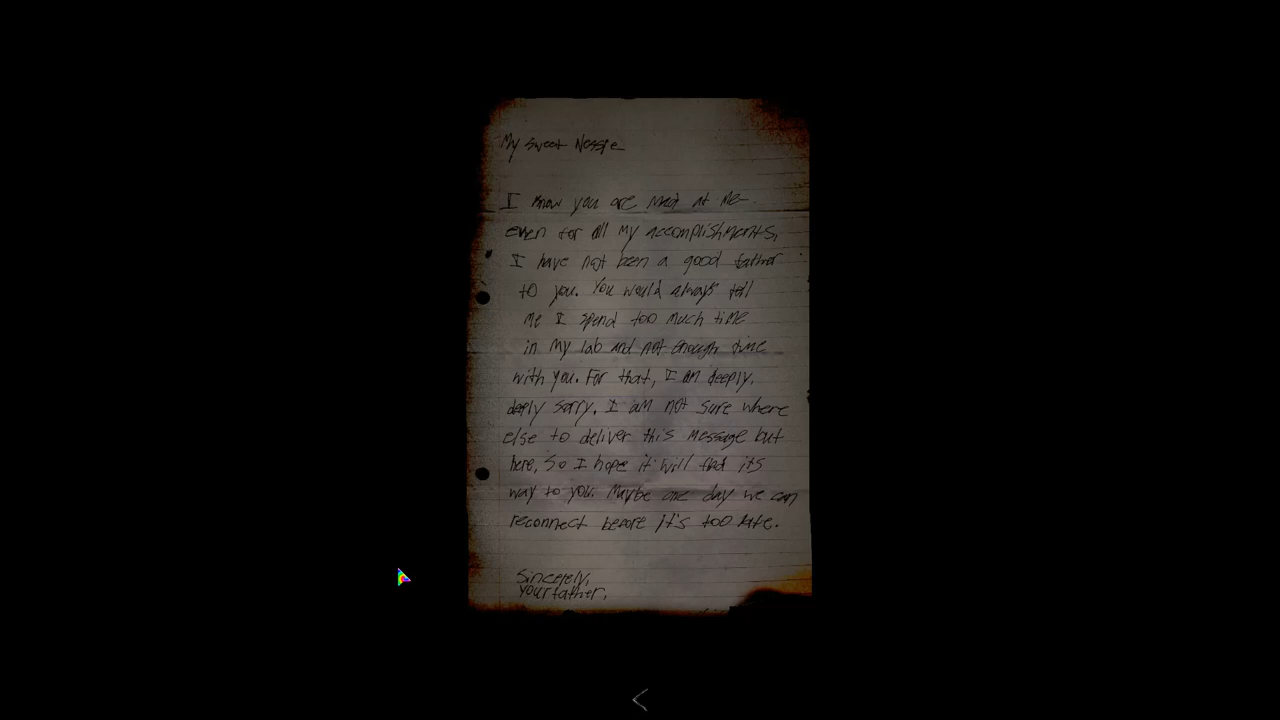 My Sweet Nessie
I know you are mad at me
even for all my accomplishments,
I have not been a good father
to you. You would always tell
me I spend too much time
in my lab and not enough time
with you. For that, I am deeply,
deeply sorry. I am not sure where
else to deliver this message but
here, so I hope it will find its
way to you. Maybe one day we can
reconnect before it's too late.
Sincerely,
your father,